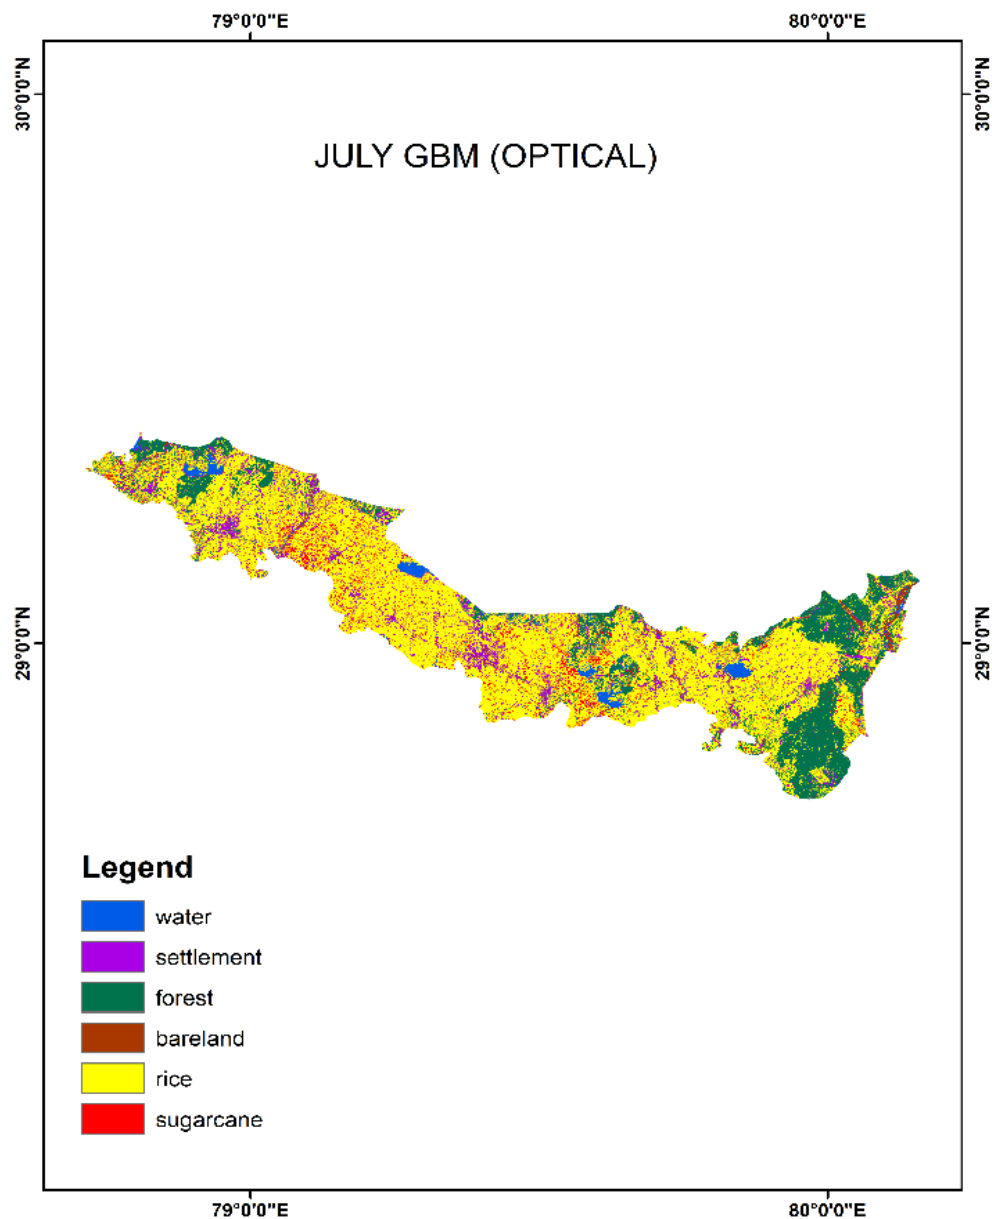 79°0'0"E 80°0'0"E
30°0'0"N 30°0'0"N
JULY GBM (OPTICAL)
29°0'0"N 29°0'0"N
Legend
water
settlement
forest
bareland
rice
sugarcane
79°0'0"E 80°0'0"E